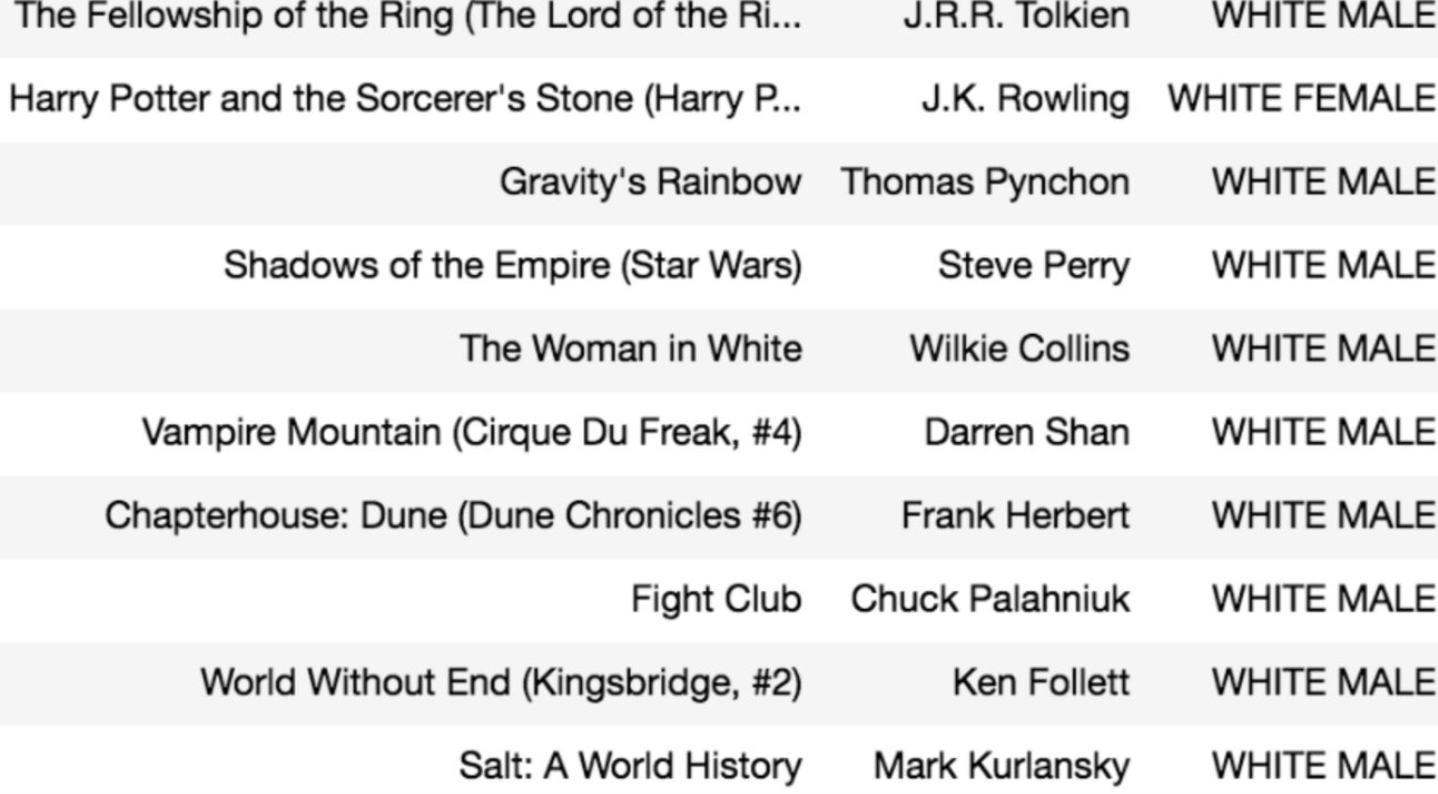 The Fellowship of the Ring (The Lord of the Ri... J.R.R. Tolkien WHITE MALE
Harry Potter and the Sorcerer's Stone (Harry P... J.K. Rowling WHITE FEMALE
Gravity's Rainbow Thomas Pynchon WHITE MALE
Shadows of the Empire (Star Wars) Steve Perry WHITE MALE
The Woman in White Wilkie Collins WHITE MALE
Vampire Mountain (Cirque Du Freak, #4) Darren Shan WHITE MALE
Chapterhouse: Dune (Dune Chronicles #6) Frank Herbert WHITE MALE
Fight Club Chuck Palahniuk WHITE MALE
World Without End (Kingsbridge, #2) Ken Follett WHITE MALE
Salt: A World History Mark Kurlansky WHITE MALE